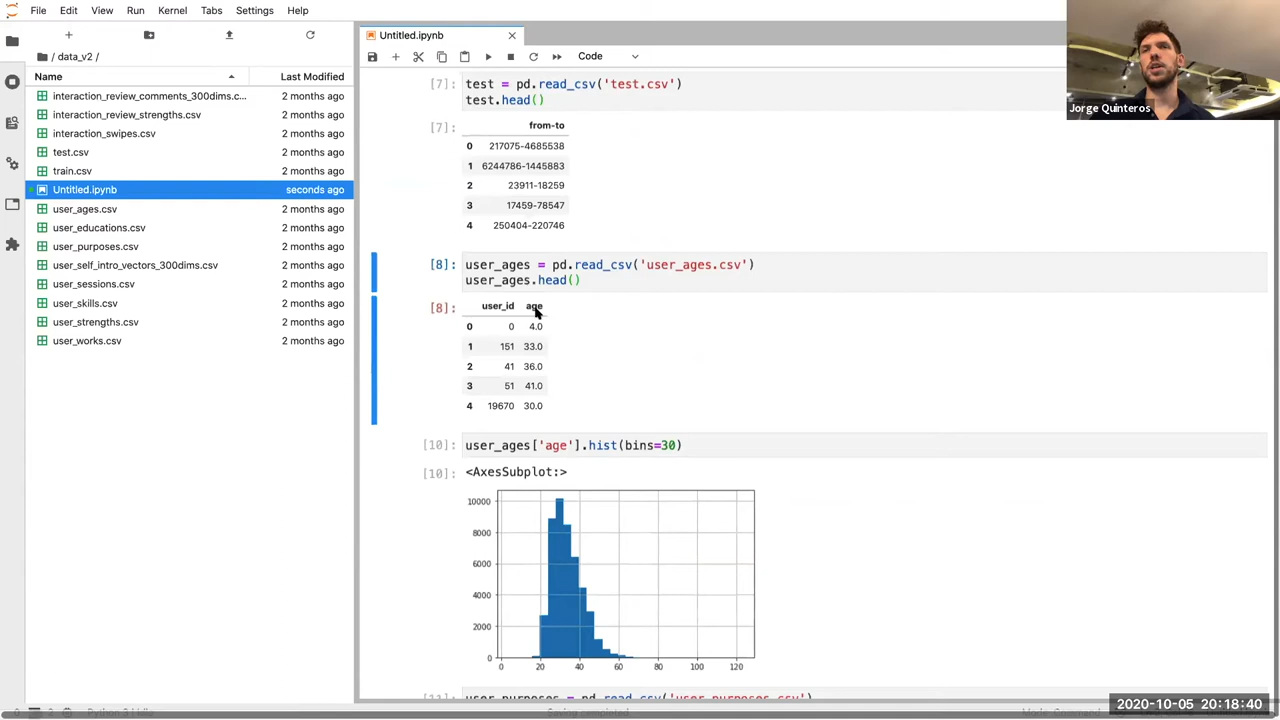 File Edit View Run Kernel Tabs Settings Help
/ data_v2 /
Name Last Modified
interaction_review_comments_300dims.c... 2 months ago
interaction_review_strengths.csv 2 months ago
interaction_swipes.csv 2 months ago
test.csv 2 months ago
train.csv 2 months ago
Untitled.ipynb seconds ago
user_ages.csv 2 months ago
user_educations.csv 2 months ago
user_purposes.csv 2 months ago
user_self_intro_vectors_300dims.csv 2 months ago
user_sessions.csv 2 months ago
user_skills.csv 2 months ago
user_strengths.csv 2 months ago
user_works.csv 2 months ago
Untitled.ipynb
Code
[7]: test = pd.read_csv('test.csv')
test.head()
[7]: from-to
0 217075-4685538
1 6244786-1445883
2 23911-18259
3 17459-78547
4 250404-220746
[8]: user_ages = pd.read_csv('user_ages.csv')
user_ages.head()
[8]: user_id age
0 0 4.0
1 151 33.0
2 41 36.0
3 51 41.0
4 19670 30.0
[10]: user_ages['age'].hist(bins=30)
[10]: <AxesSubplot:>
10000
8000
6000
4000
2000
0
0 20 40 60 80 100 120
[11]: user_purposes = pd.read_csv('user_purposes.csv')
Jorge Quinteros
Saving completed
2020-10-05 20:18:40